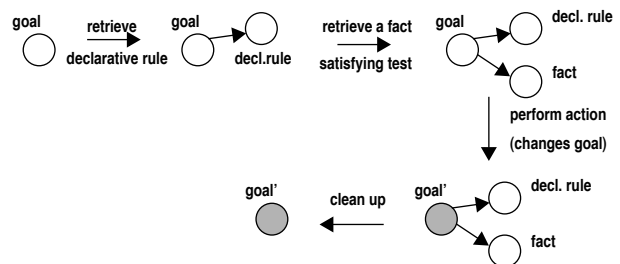 goal
retrieve
declarative rule
goal
decl.rule
retrieve a fact
satisfying test
goal
decl. rule
fact
perform action
(changes goal)
goal'
decl. rule
fact
clean up
goal'